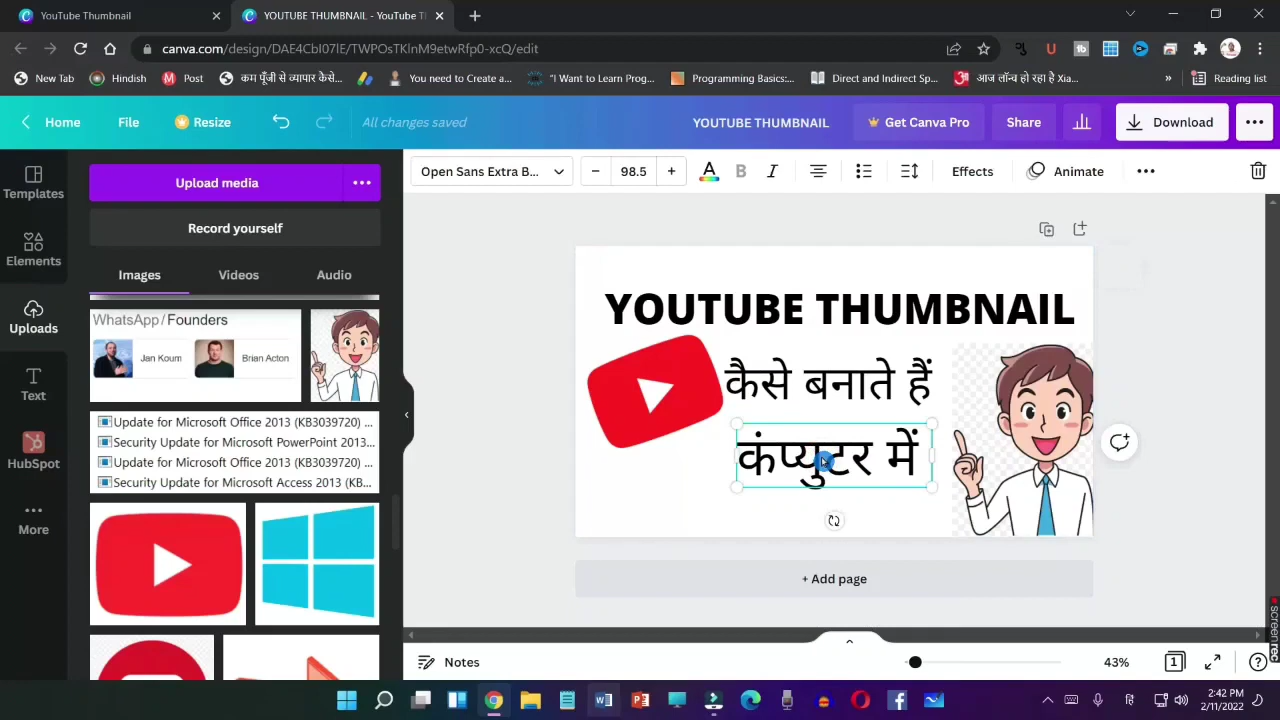 YouTube Thumbnail
YOUTUBE THUMBNAIL - YouTube T
canva.com/design/DAE4CbI07lE/TWPOsTKlnM9etwRfp0-xcQ/edit
New Tab
Hindish
Post
कम पूँजी से व्यापार कैसे...
You need to Create a...
"I Want to Learn Prog...
Programming Basics:...
Direct and Indirect Sp...
आज लॉन्च हो रहा है Xia...
»
Reading list
Home
File
Resize
All changes saved
YOUTUBE THUMBNAIL
Get Canva Pro
Share
Download
Templates
Elements
Uploads
Text
HubSpot
More
Upload media
Record yourself
Images
Videos
Audio
WhatsApp / Founders
Jan Koum
Brian Acton
Update for Microsoft Office 2013 (KB3039720) ...
Security Update for Microsoft PowerPoint 2013...
Update for Microsoft Office 2013 (KB3039720) ...
Security Update for Microsoft Access 2013 (KB...
Open Sans Extra B...
98.5
A
B
I
Effects
Animate
YOUTUBE THUMBNAIL
कैसे बनाते हैं
कंप्युटर में
+ Add page
Notes
43%
1
screenrec
2:42 PM
2/11/2022